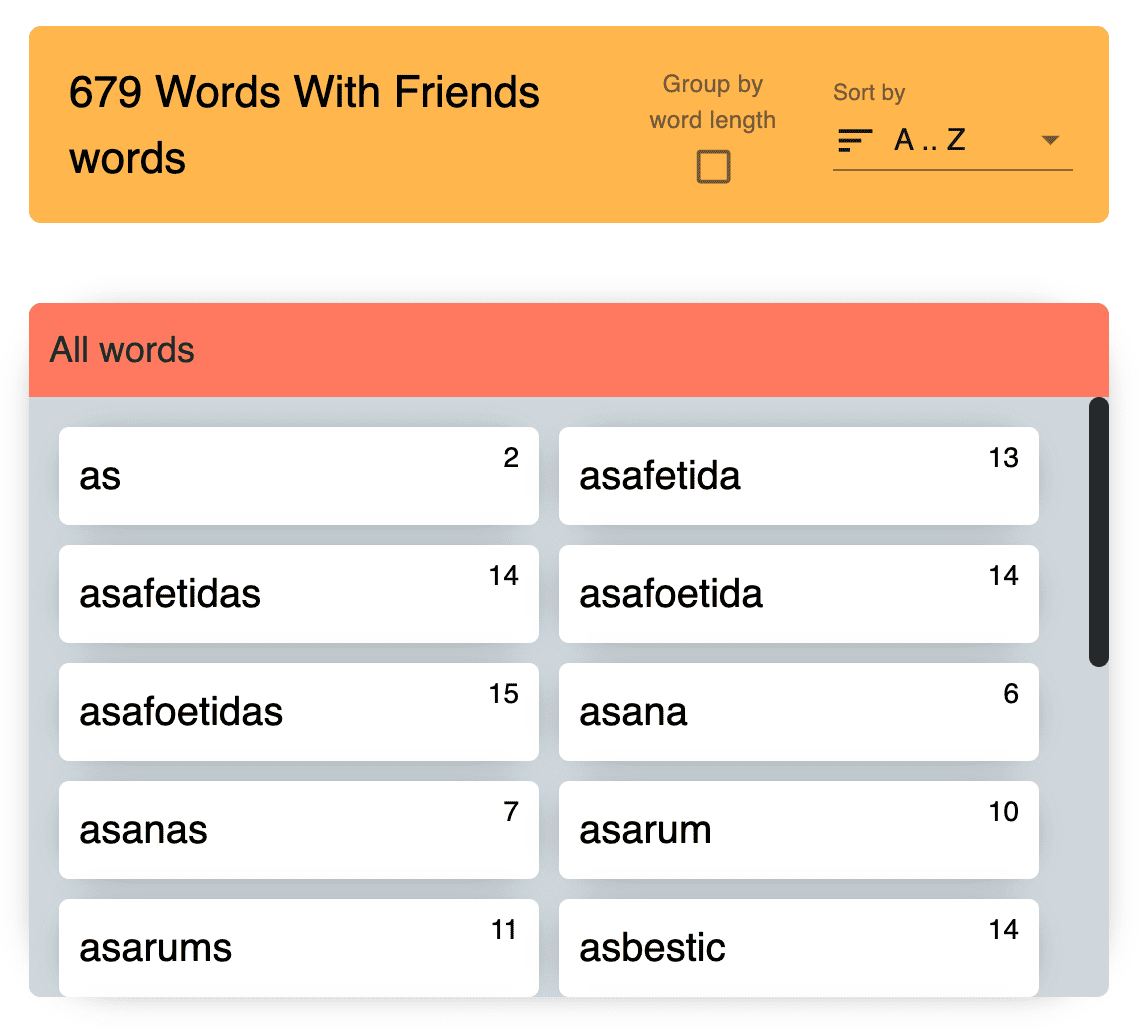 679 Words With Friends
words
Group by
word length
Sort by
A .. Z
All words
as 2
asafetida 13
asafetidas 14
asafoetida 14
asafoetidas 15
asana 6
asanas 7
asarum 10
asarums 11
asbestic 14